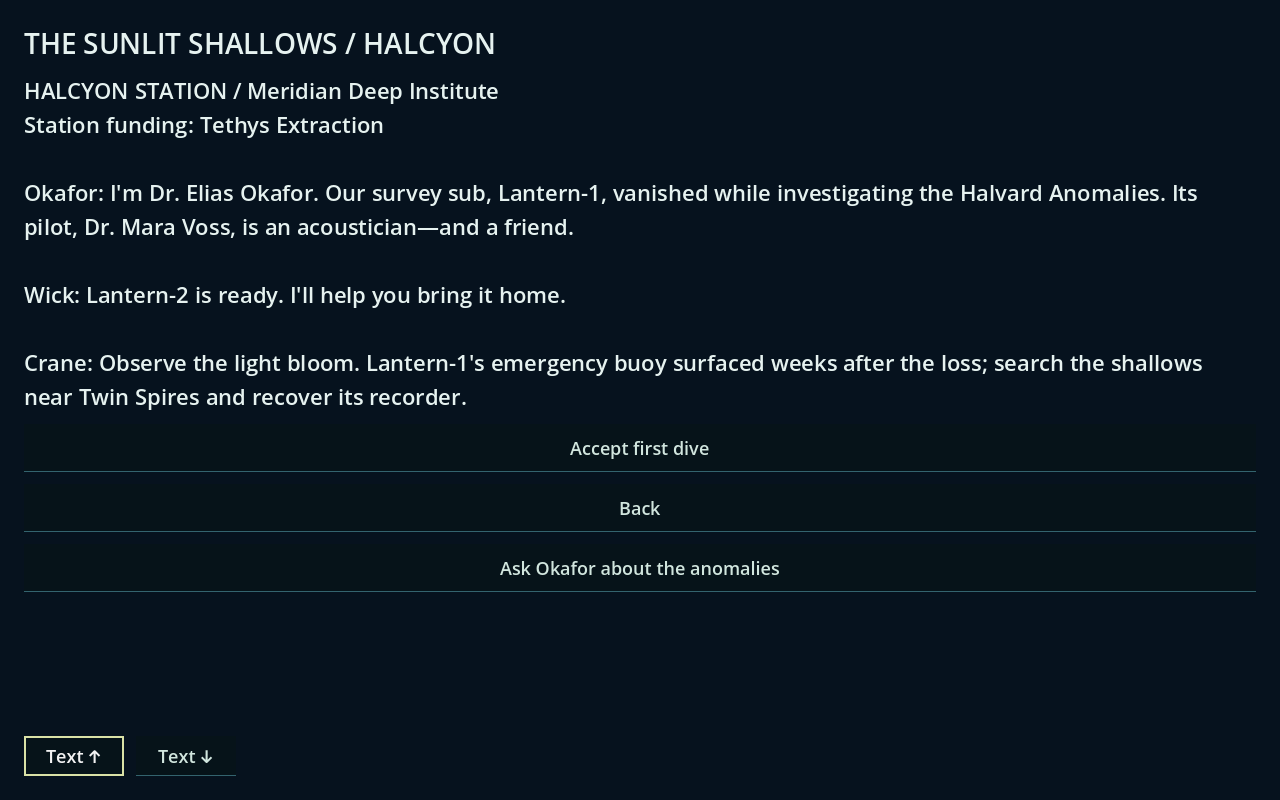 THE SUNLIT SHALLOWS / HALCYON
HALCYON STATION / Meridian Deep Institute
Station funding: Tethys Extraction
Okafor: I'm Dr. Elias Okafor. Our survey sub, Lantern-1, vanished while investigating the Halvard Anomalies. Its
pilot, Dr. Mara Voss, is an acoustician—and a friend.
Wick: Lantern-2 is ready. I'll help you bring it home.
Crane: Observe the light bloom. Lantern-1's emergency buoy surfaced weeks after the loss; search the shallows
near Twin Spires and recover its recorder.
Accept first dive
Back
Ask Okafor about the anomalies
Text ↑
Text ↓